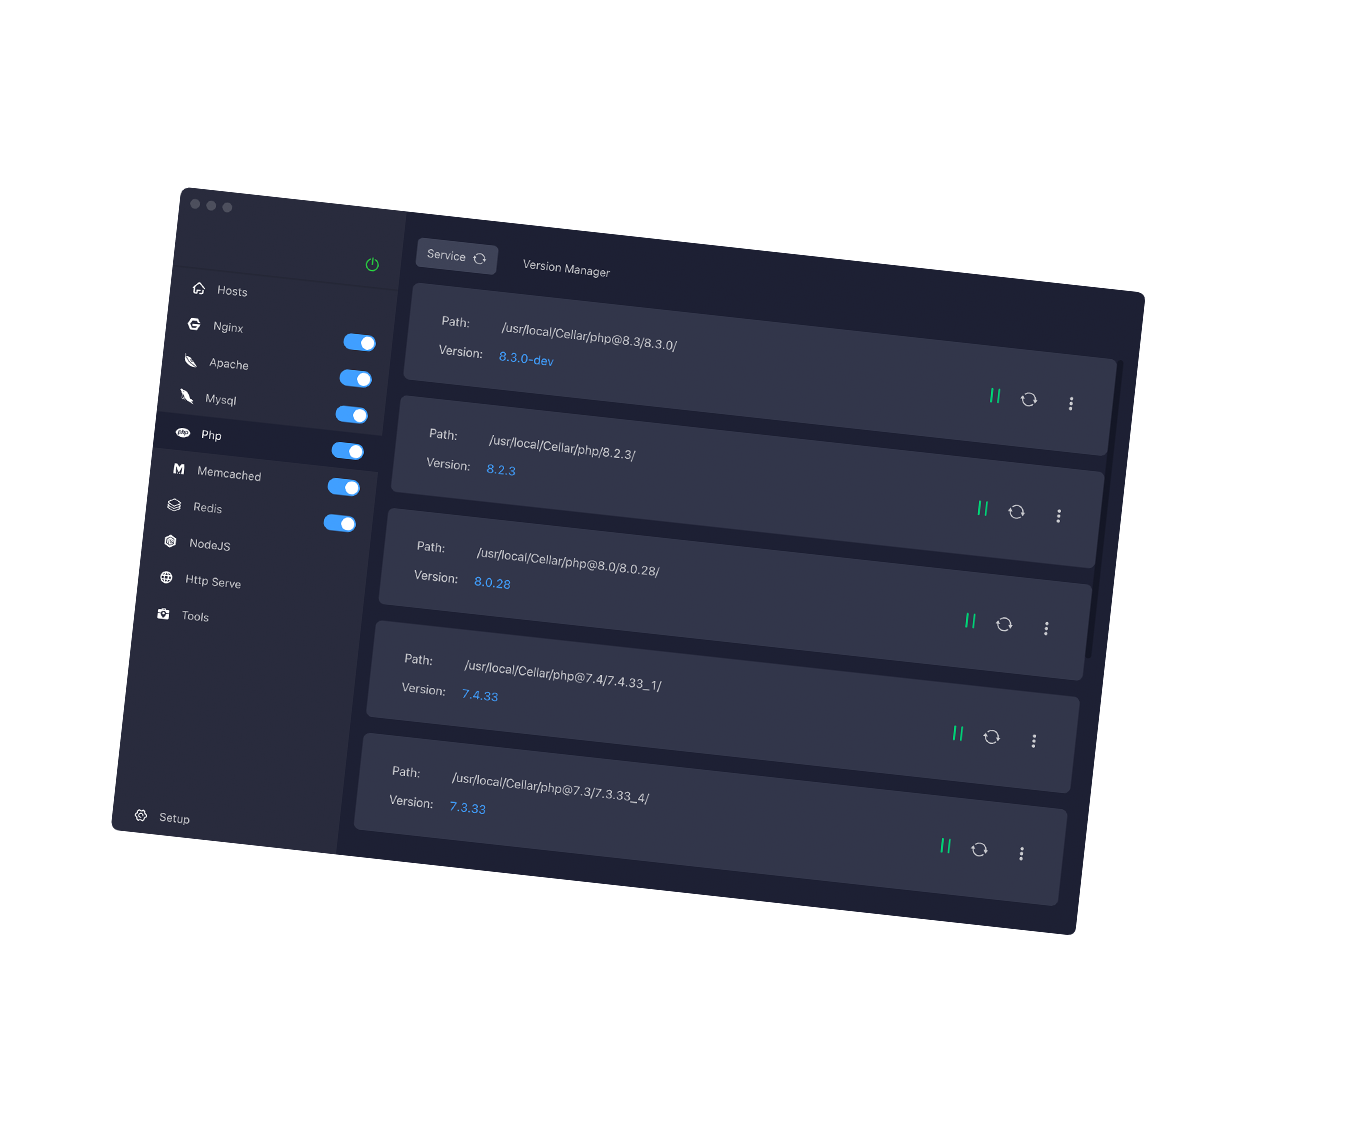 Service
Version Manager
Hosts
Nginx
Apache
Mysql
Php
Memcached
Redis
NodeJS
Http Serve
Tools
Setup
Path: /usr/local/Cellar/php@8.3/8.3.0/
Version: 8.3.0-dev
Path: /usr/local/Cellar/php/8.2.3/
Version: 8.2.3
Path: /usr/local/Cellar/php@8.0/8.0.28/
Version: 8.0.28
Path: /usr/local/Cellar/php@7.4/7.4.33_1/
Version: 7.4.33
Path: /usr/local/Cellar/php@7.3/7.3.33_4/
Version: 7.3.33